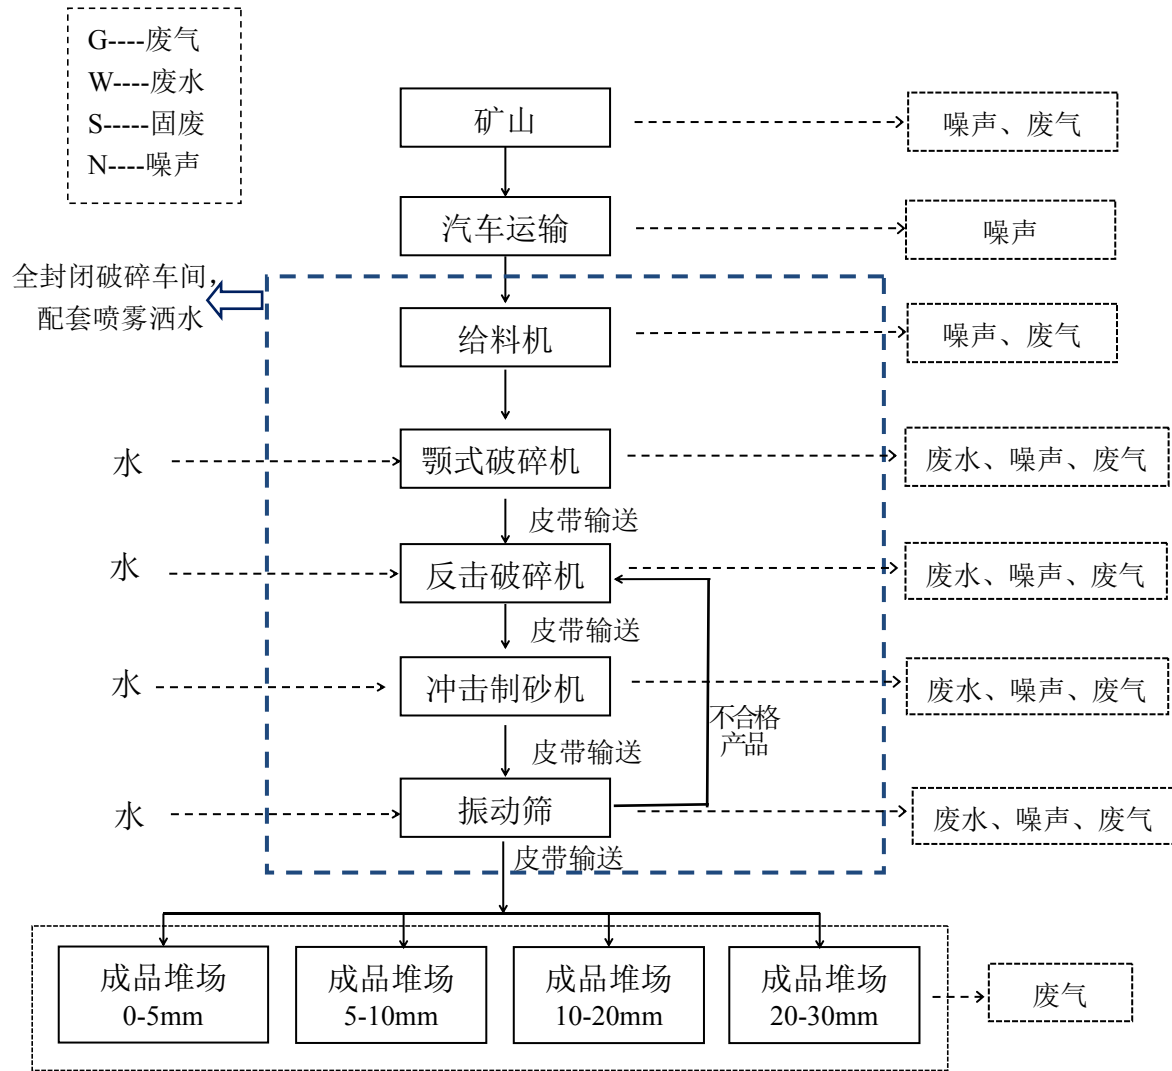 G----废气
W----废水
S-----固废
N----噪声
矿山
噪声、废气
汽车运输
噪声
全封闭破碎车间，
配套喷雾洒水
给料机
噪声、废气
水
颚式破碎机
废水、噪声、废气
皮带输送
水
反击破碎机
废水、噪声、废气
皮带输送
水
冲击制砂机
废水、噪声、废气
不合格
产品
皮带输送
水
振动筛
废水、噪声、废气
皮带输送
成品堆场
0-5mm
成品堆场
5-10mm
成品堆场
10-20mm
成品堆场
20-30mm
废气